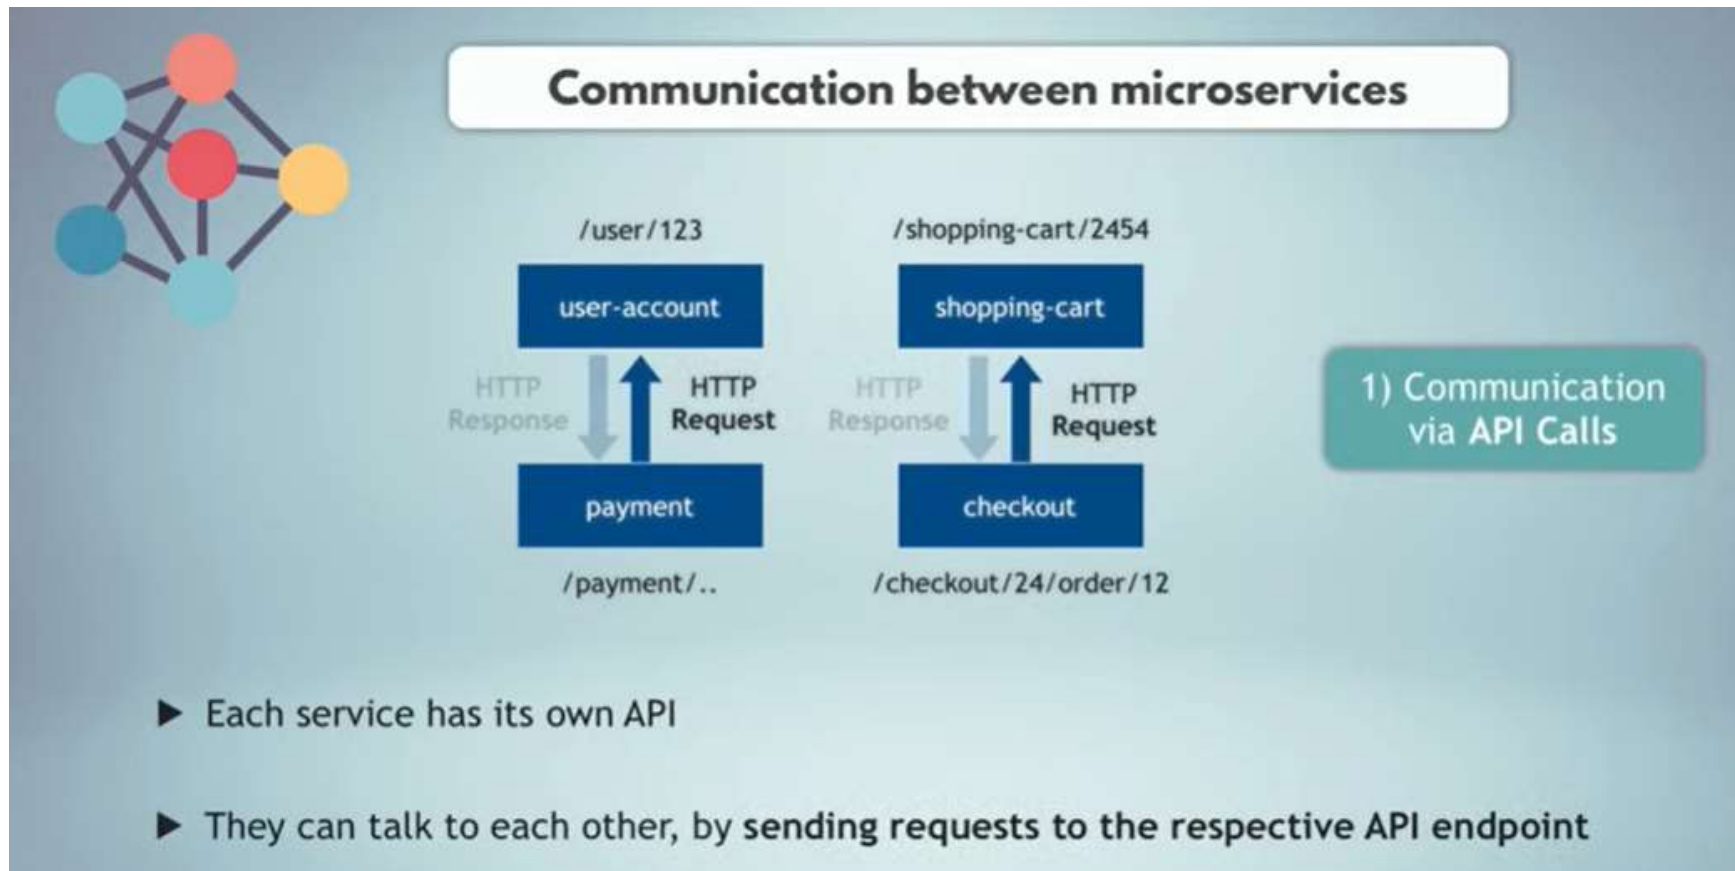 Communication between microservices
/user/123
/shopping-cart/2454
user-account
shopping-cart
HTTP
Response
HTTP
Request
HTTP
Response
HTTP
Request
1) Communication
via API Calls
payment
checkout
/payment/..
/checkout/24/order/12
▶ Each service has its own API
▶ They can talk to each other, by sending requests to the respective API endpoint